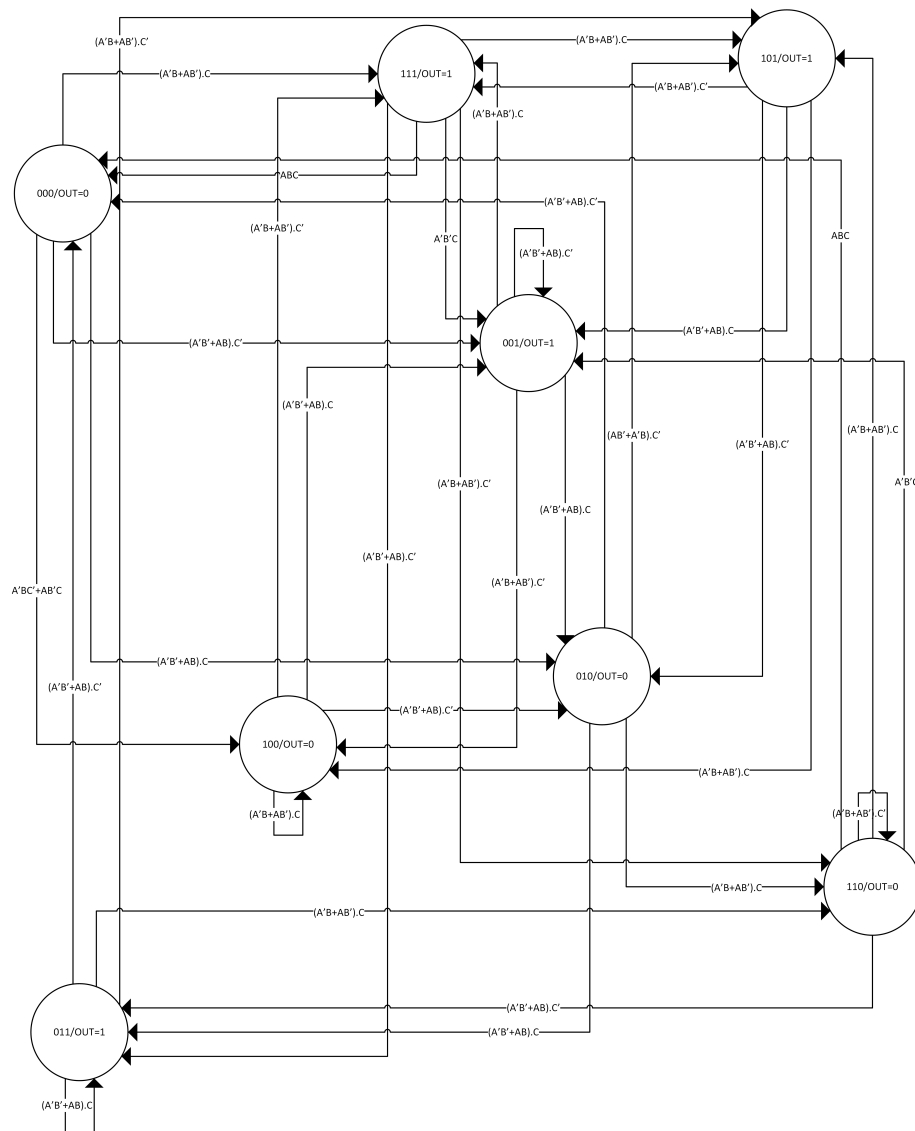 (A’B+AB’).C’
(A’B+AB’).C
101/OUT=1
111/OUT=1
(A’B+AB’).C
(A’B+AB’).C’
(A’B+AB’).C
ABC
000/OUT=0
(A’B’+AB).C’
(A’B+AB’).C’
A’B’C
ABC
(A’B’+AB).C’
(A’B’+AB).C
(A’B’+AB).C’
001/OUT=1
(A’B’+AB).C
(A’B+AB’).C
(AB’+A’B).C’
(A’B+AB’).C’
(A’B+AB’).C’
A’B’C
(A’B’+AB).C
(A’B’+AB).C’
(A’B+AB’).C’
A’BC’+AB’C
(A’B’+AB).C
010/OUT=0
(A’B’+AB).C’
(A’B’+AB).C’
100/OUT=0
(A’B+AB’).C
(A’B+AB’).C
(A’B+AB’).C’
(A’B+AB’).C
110/OUT=0
(A’B+AB’).C
(A’B’+AB).C’
011/OUT=1
(A’B’+AB).C
(A’B’+AB).C